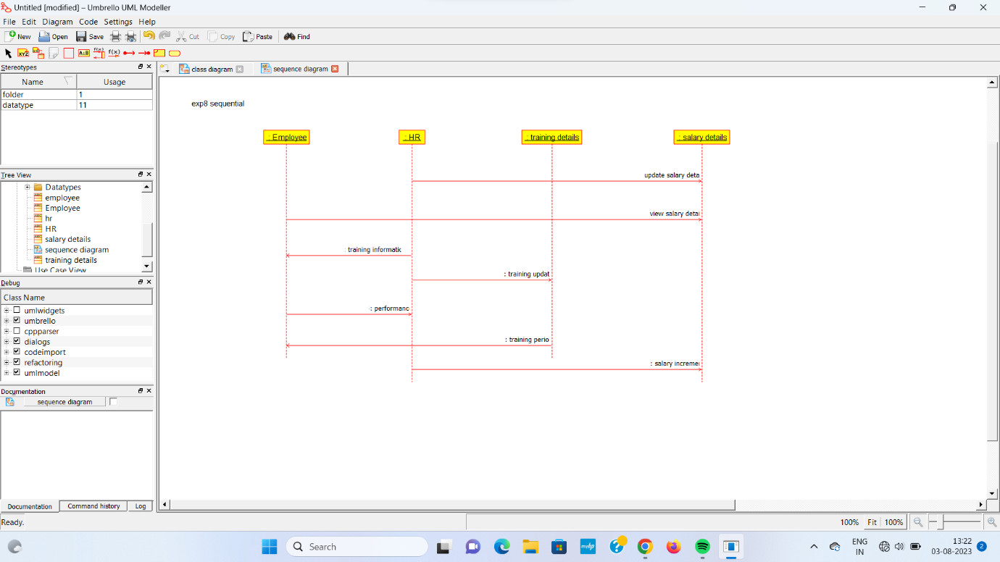 Untitled [modified] – Umbrello UML Modeller
File Edit Diagram Code Settings Help
New Open Save Cut Copy Paste Find
XYZ A:B f(x) f(x)
Stereotypes
Name Usage
folder 1
datatype 11
Tree View
Datatypes
employee
Employee
hr
HR
salary details
sequence diagram
training details
Use Case View
Debug
Class Name
umlwidgets
umbrello
cppparser
dialogs
codeimport
refactoring
umlmodel
Documentation
sequence diagram
Documentation Command history Log
class diagram sequence diagram
exp8 sequential
: Employee : HR : training details : salary details
update salary deta
view salary detai
: training informatic
: training updat
: performanc
: training perio
: salary increme
Ready.
100% Fit 100%
Search
myhp
ENG
IN
13:22
03-08-2023
2